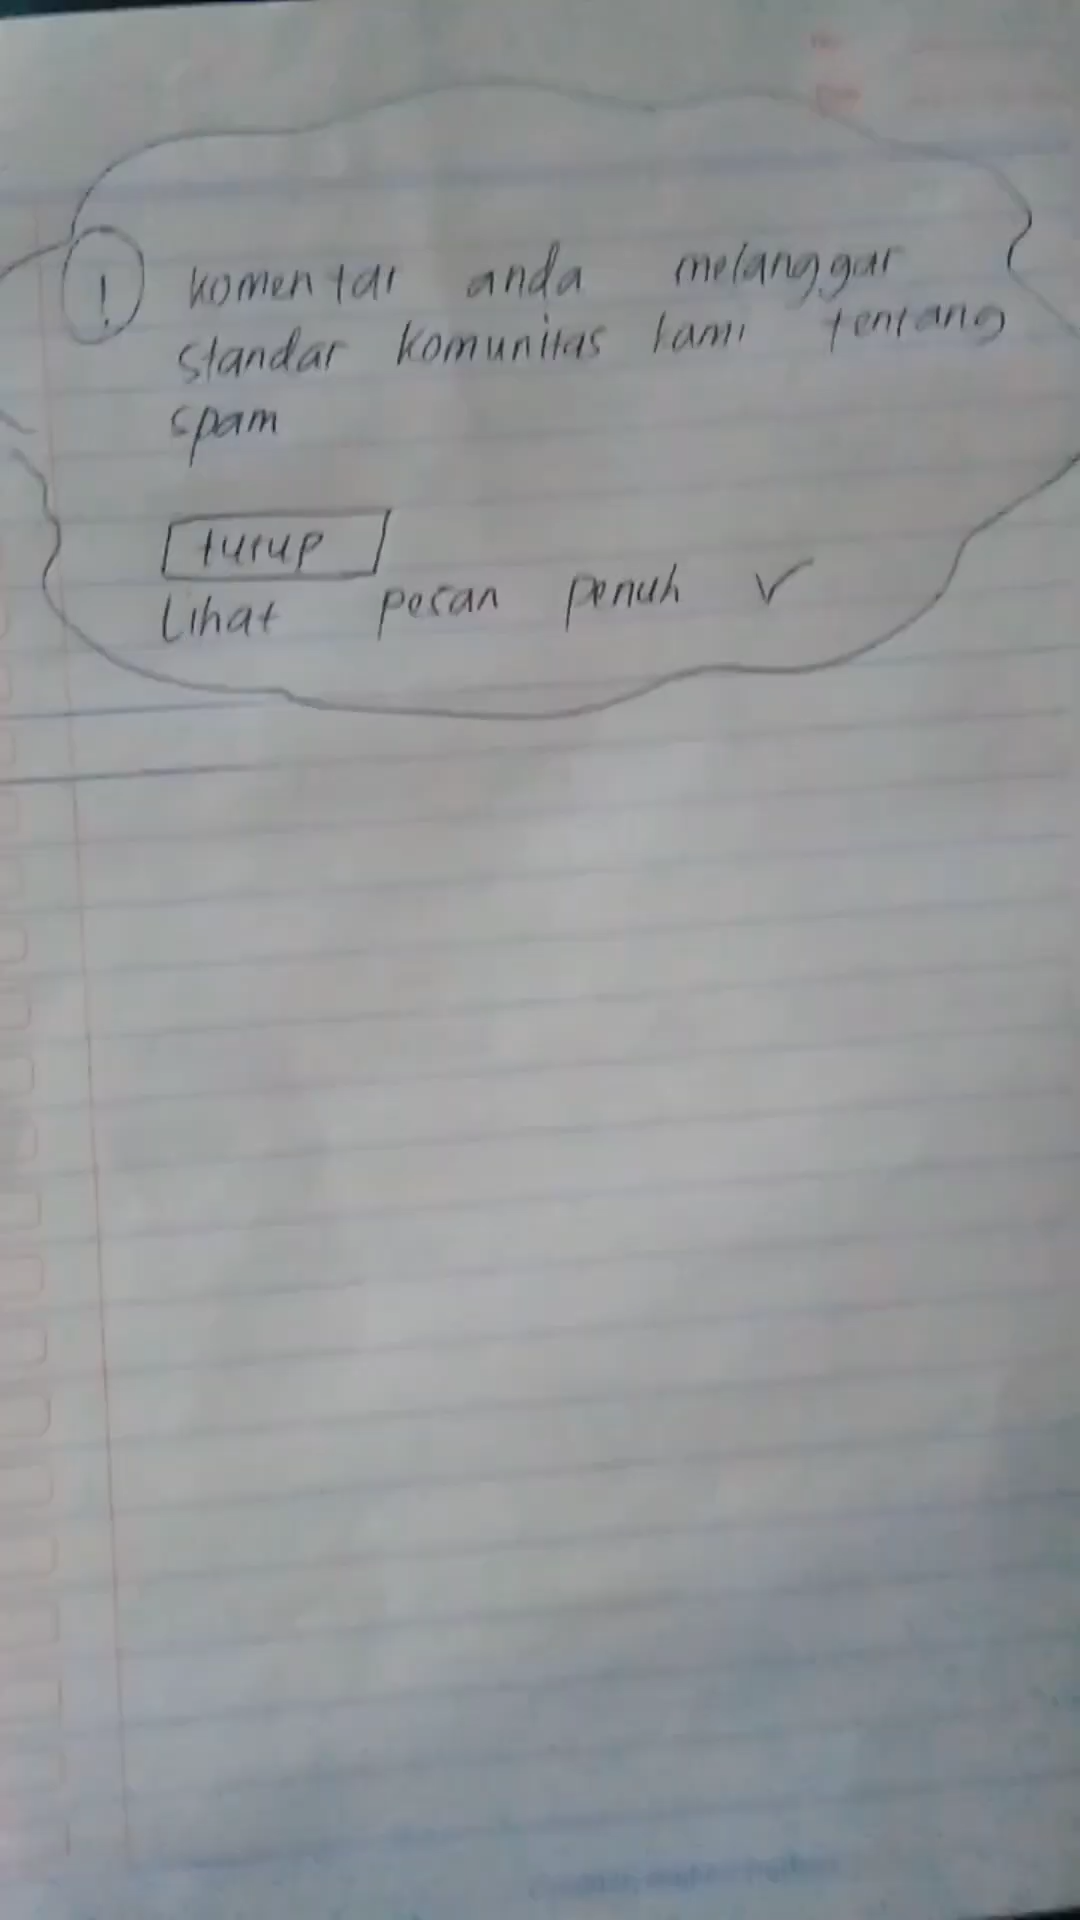 ! komentar anda melanggar
standar komunitas kami tentang
spam
tutup
Lihat pesan penuh